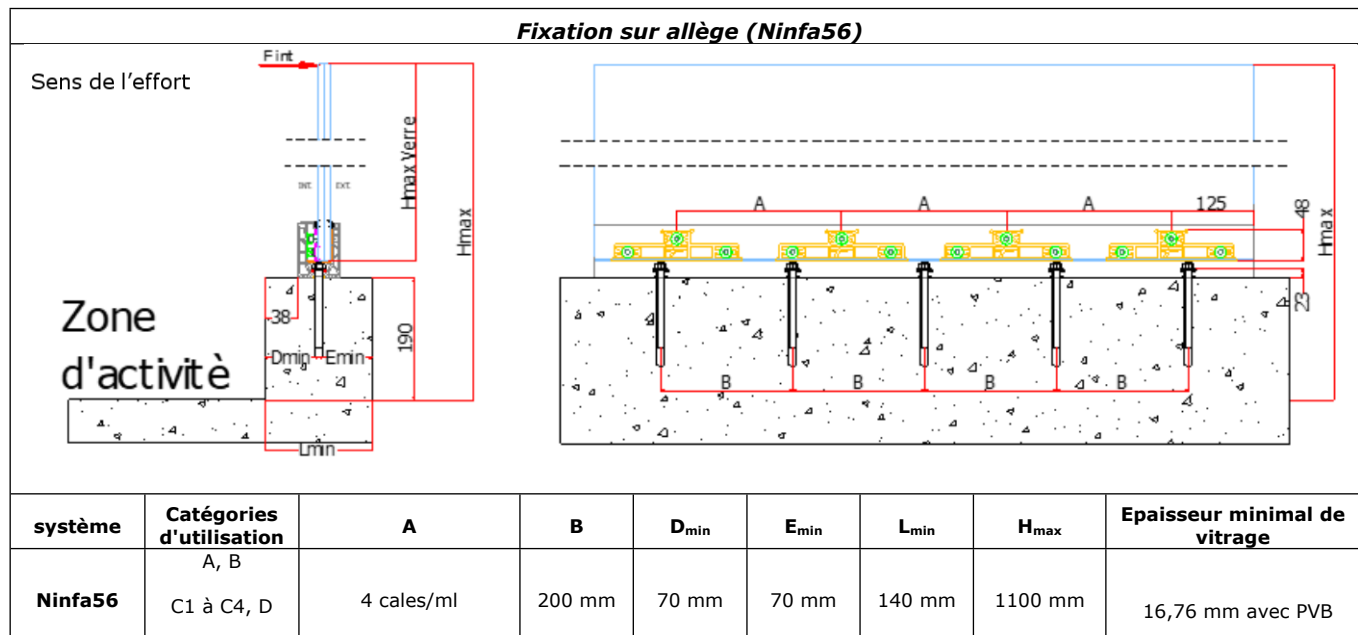 Fixation sur allège (Ninfa56)
Sens de l'effort
F int
Hmax Verre
Hmax
INT.
EXT.
38
190
Dmin
Emin
Lmin
Zone
d'activitè
A
A
A
125
48
Hmax
23
B
B
B
B
système
Catégories
d'utilisation
A
B
Dmin
Emin
Lmin
Hmax
Epaisseur minimal de
vitrage
Ninfa56
A, B
C1 à C4, D
4 cales/ml
200 mm
70 mm
70 mm
140 mm
1100 mm
16,76 mm avec PVB